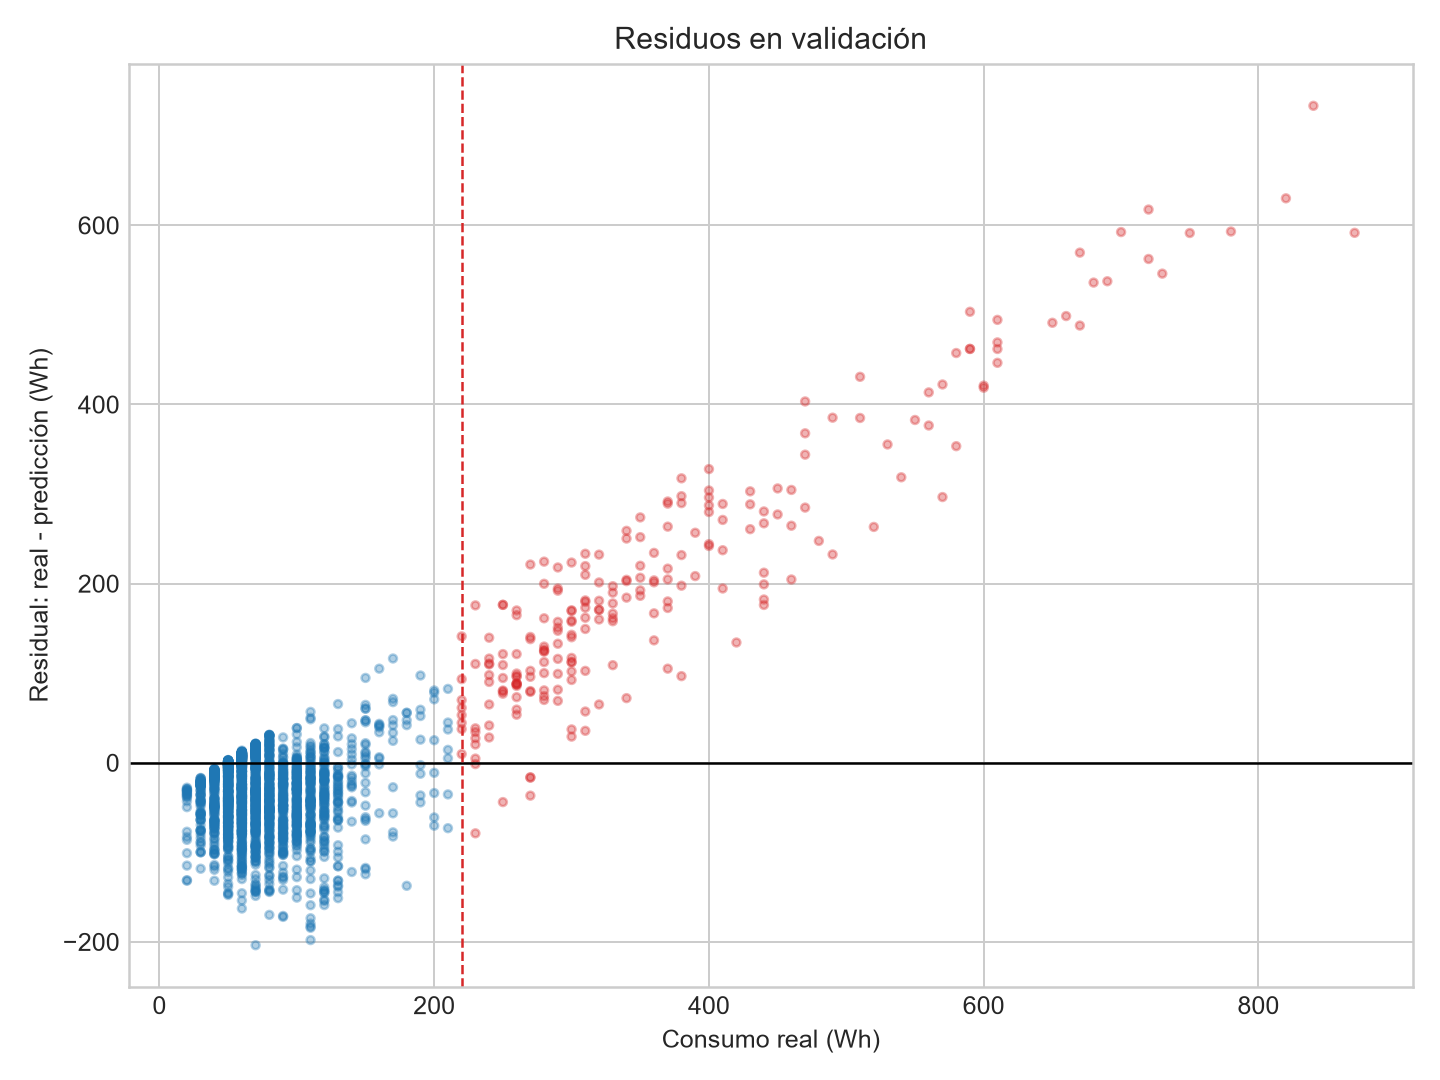 Residuos en validación
Residual: real - predicción (Wh)
600
400
200
0
−200
0 200 400 600 800
Consumo real (Wh)